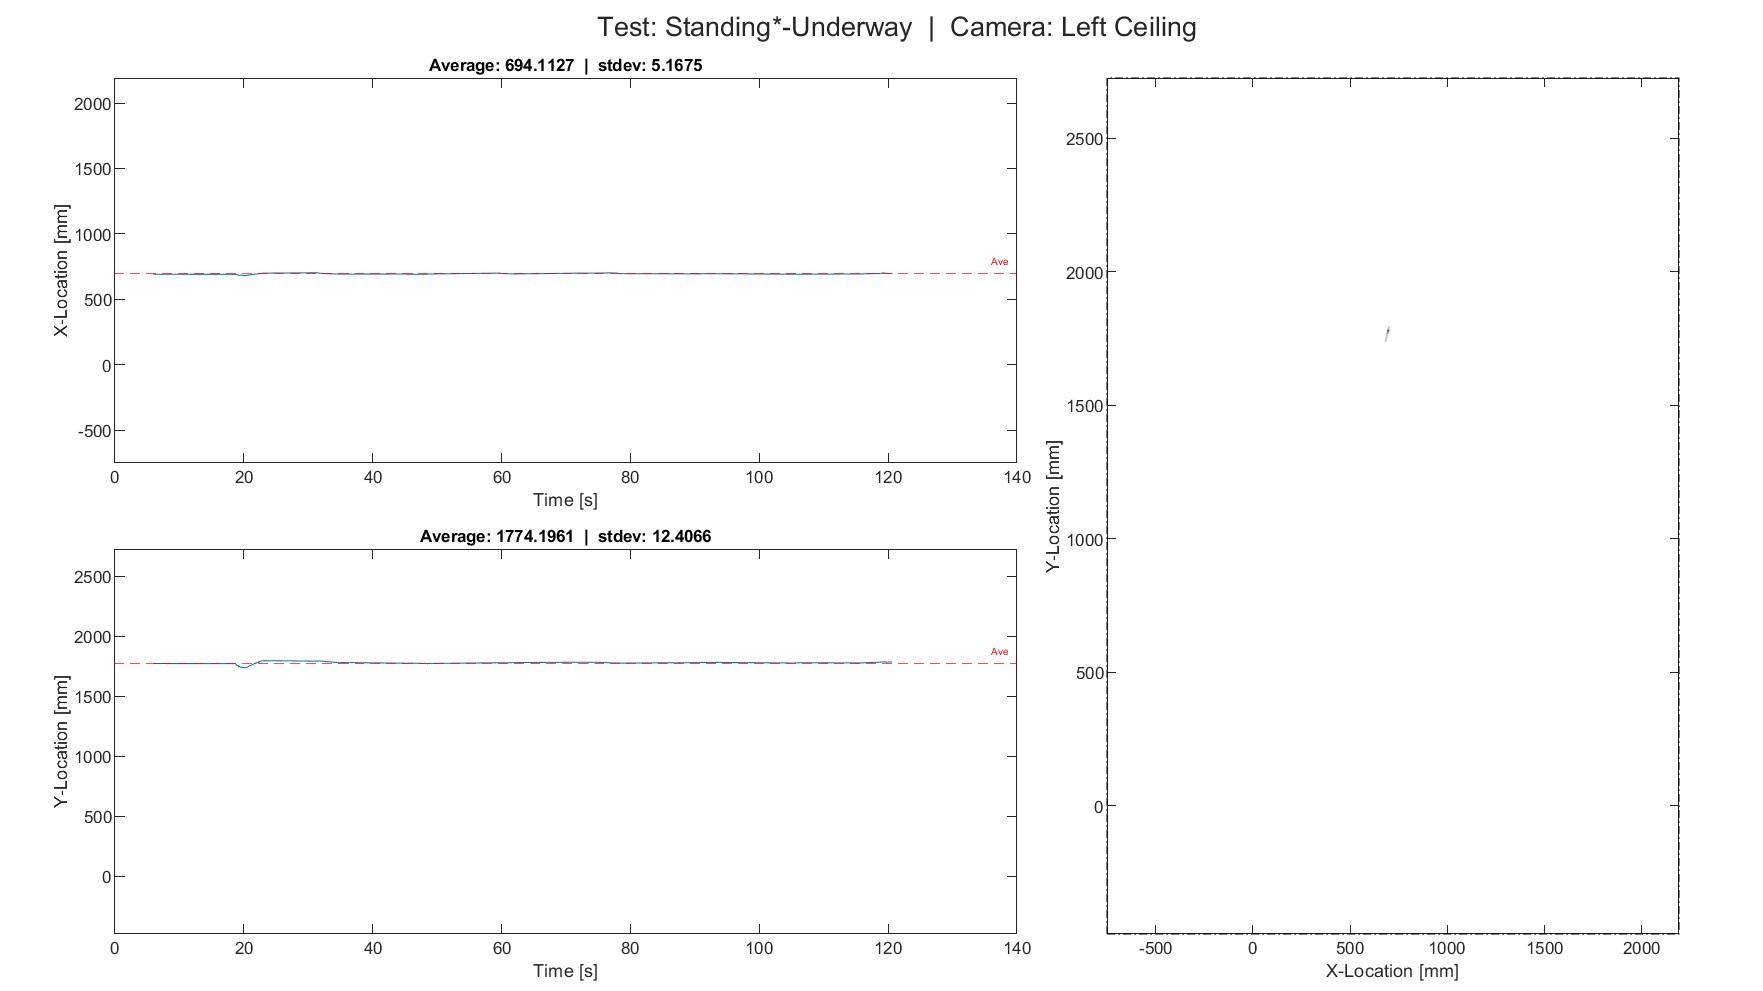 Test: Standing*-Underway | Camera: Left Ceiling
Average: 694.1127 | stdev: 5.1675
2000
1500
1000
500
0
-500
X-Location [mm]
Ave
0 20 40 60 80 100 120 140
Time [s]
Average: 1774.1961 | stdev: 12.4066
2500
2000
1500
1000
500
0
Y-Location [mm]
Ave
0 20 40 60 80 100 120 140
Time [s]
2500
2000
1500
1000
500
0
Y-Location [mm]
-500 0 500 1000 1500 2000
X-Location [mm]